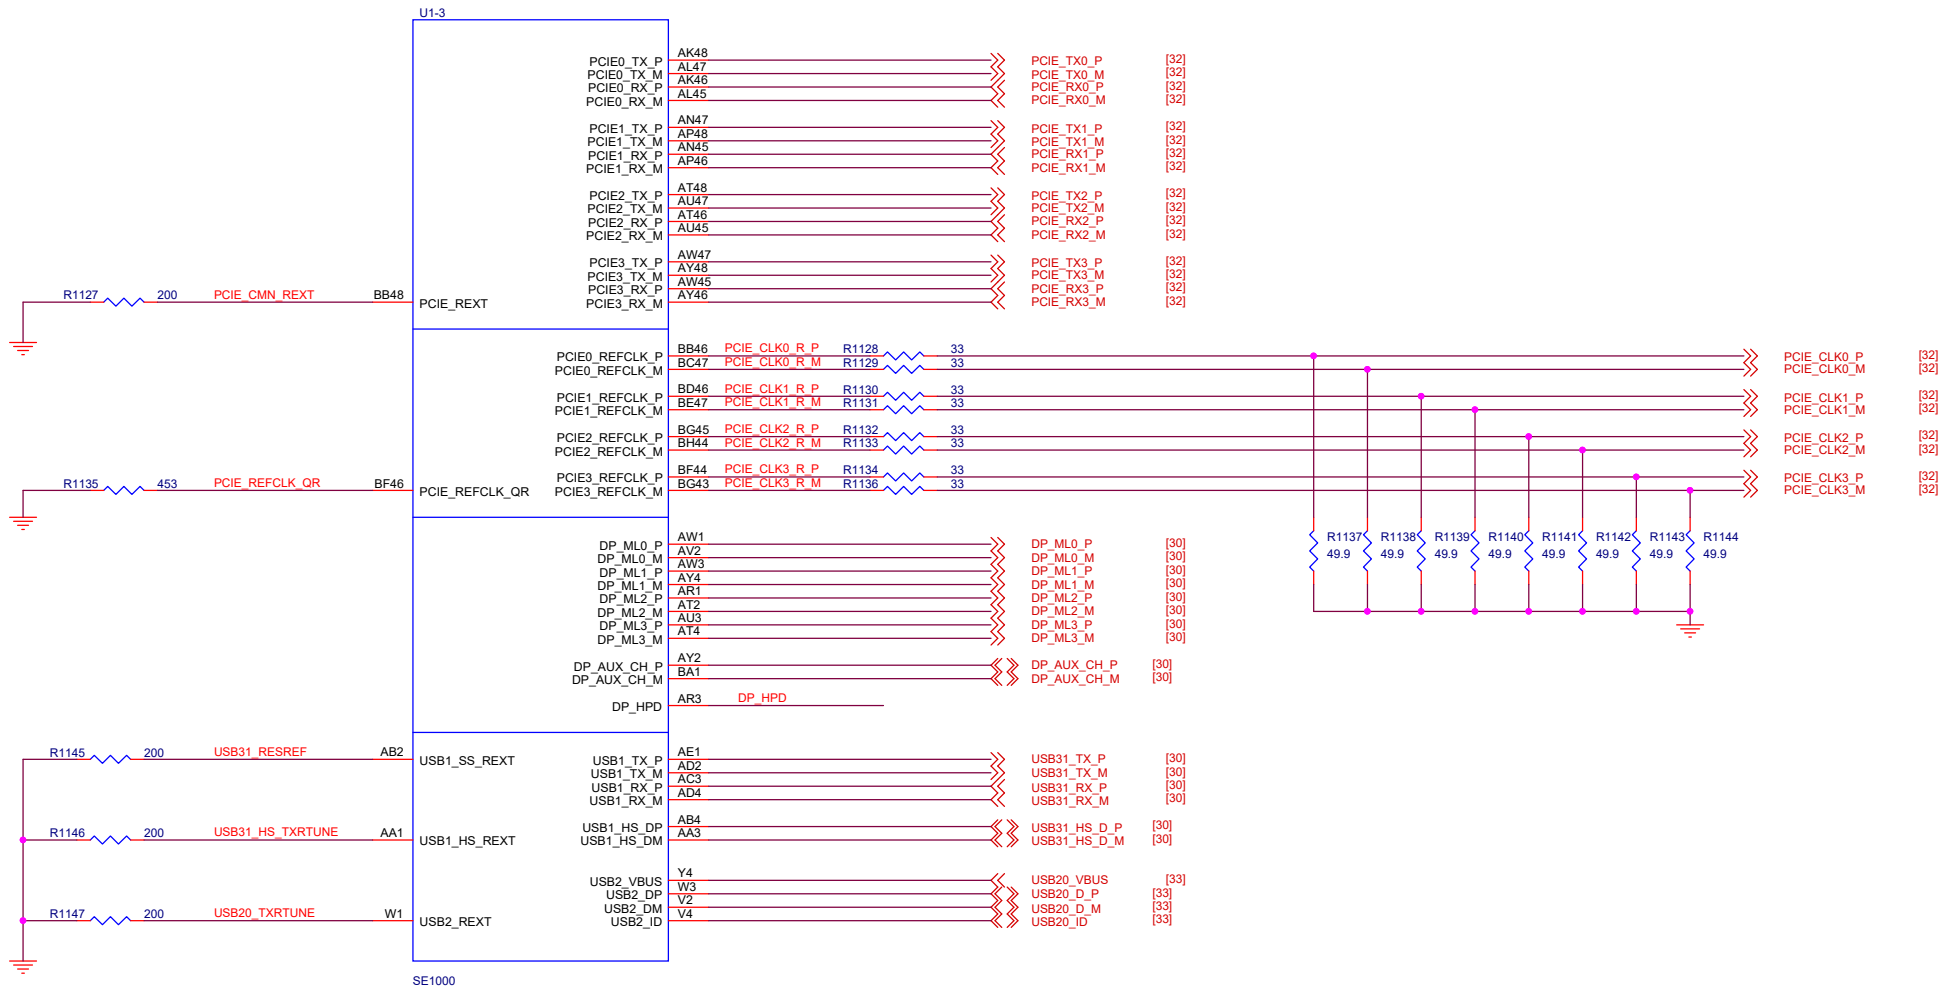 U1-3
PCIE0_TX_P AK48 PCIE_TX0_P [32]
PCIE0_TX_M AL47 PCIE_TX0_M [32]
PCIE0_RX_P AK46 PCIE_RX0_P [32]
PCIE0_RX_M AL45 PCIE_RX0_M [32]
PCIE1_TX_P AN47 PCIE_TX1_P [32]
PCIE1_TX_M AP48 PCIE_TX1_M [32]
PCIE1_RX_P AN45 PCIE_RX1_P [32]
PCIE1_RX_M AP46 PCIE_RX1_M [32]
PCIE2_TX_P AT48 PCIE_TX2_P [32]
PCIE2_TX_M AU47 PCIE_TX2_M [32]
PCIE2_RX_P AT46 PCIE_RX2_P [32]
PCIE2_RX_M AU45 PCIE_RX2_M [32]
PCIE3_TX_P AW47 PCIE_TX3_P [32]
PCIE3_TX_M AY48 PCIE_TX3_M [32]
PCIE3_RX_P AW45 PCIE_RX3_P [32]
R1127 200 PCIE_CMN_REXT BB48 PCIE_REXT PCIE3_RX_M AY46 PCIE_RX3_M [32]
PCIE0_REFCLK_P BB46 PCIE_CLK0_R_P R1128 33 PCIE_CLK0_P [32]
PCIE0_REFCLK_M BC47 PCIE_CLK0_R_M R1129 33 PCIE_CLK0_M [32]
PCIE1_REFCLK_P BD46 PCIE_CLK1_R_P R1130 33 PCIE_CLK1_P [32]
PCIE1_REFCLK_M BE47 PCIE_CLK1_R_M R1131 33 PCIE_CLK1_M [32]
PCIE2_REFCLK_P BG45 PCIE_CLK2_R_P R1132 33 PCIE_CLK2_P [32]
PCIE2_REFCLK_M BH44 PCIE_CLK2_R_M R1133 33 PCIE_CLK2_M [32]
PCIE3_REFCLK_P BF44 PCIE_CLK3_R_P R1134 33 PCIE_CLK3_P [32]
R1135 453 PCIE_REFCLK_QR BF46 PCIE_REFCLK_QR PCIE3_REFCLK_M BG43 PCIE_CLK3_R_M R1136 33 PCIE_CLK3_M [32]
R1137 R1138 R1139 R1140 R1141 R1142 R1143 R1144
49.9 49.9 49.9 49.9 49.9 49.9 49.9 49.9
DP_ML0_P AW1 DP_ML0_P [30]
DP_ML0_M AV2 DP_ML0_M [30]
DP_ML1_P AW3 DP_ML1_P [30]
DP_ML1_M AY4 DP_ML1_M [30]
DP_ML2_P AR1 DP_ML2_P [30]
DP_ML2_M AT2 DP_ML2_M [30]
DP_ML3_P AU3 DP_ML3_P [30]
DP_ML3_M AT4 DP_ML3_M [30]
DP_AUX_CH_P AY2 DP_AUX_CH_P [30]
DP_AUX_CH_M BA1 DP_AUX_CH_M [30]
DP_HPD AR3 DP_HPD
R1145 200 USB31_RESREF AB2 USB1_SS_REXT USB1_TX_P AE1 USB31_TX_P [30]
USB1_TX_M AD2 USB31_TX_M [30]
USB1_RX_P AC3 USB31_RX_P [30]
USB1_RX_M AD4 USB31_RX_M [30]
USB1_HS_DP AB4 USB31_HS_D_P [30]
R1146 200 USB31_HS_TXRTUNE AA1 USB1_HS_REXT USB1_HS_DM AA3 USB31_HS_D_M [30]
USB2_VBUS Y4 USB20_VBUS [33]
USB2_DP W3 USB20_D_P [33]
USB2_DM V2 USB20_D_M [33]
R1147 200 USB20_TXRTUNE W1 USB2_REXT USB2_ID V4 USB20_ID [33]
SE1000